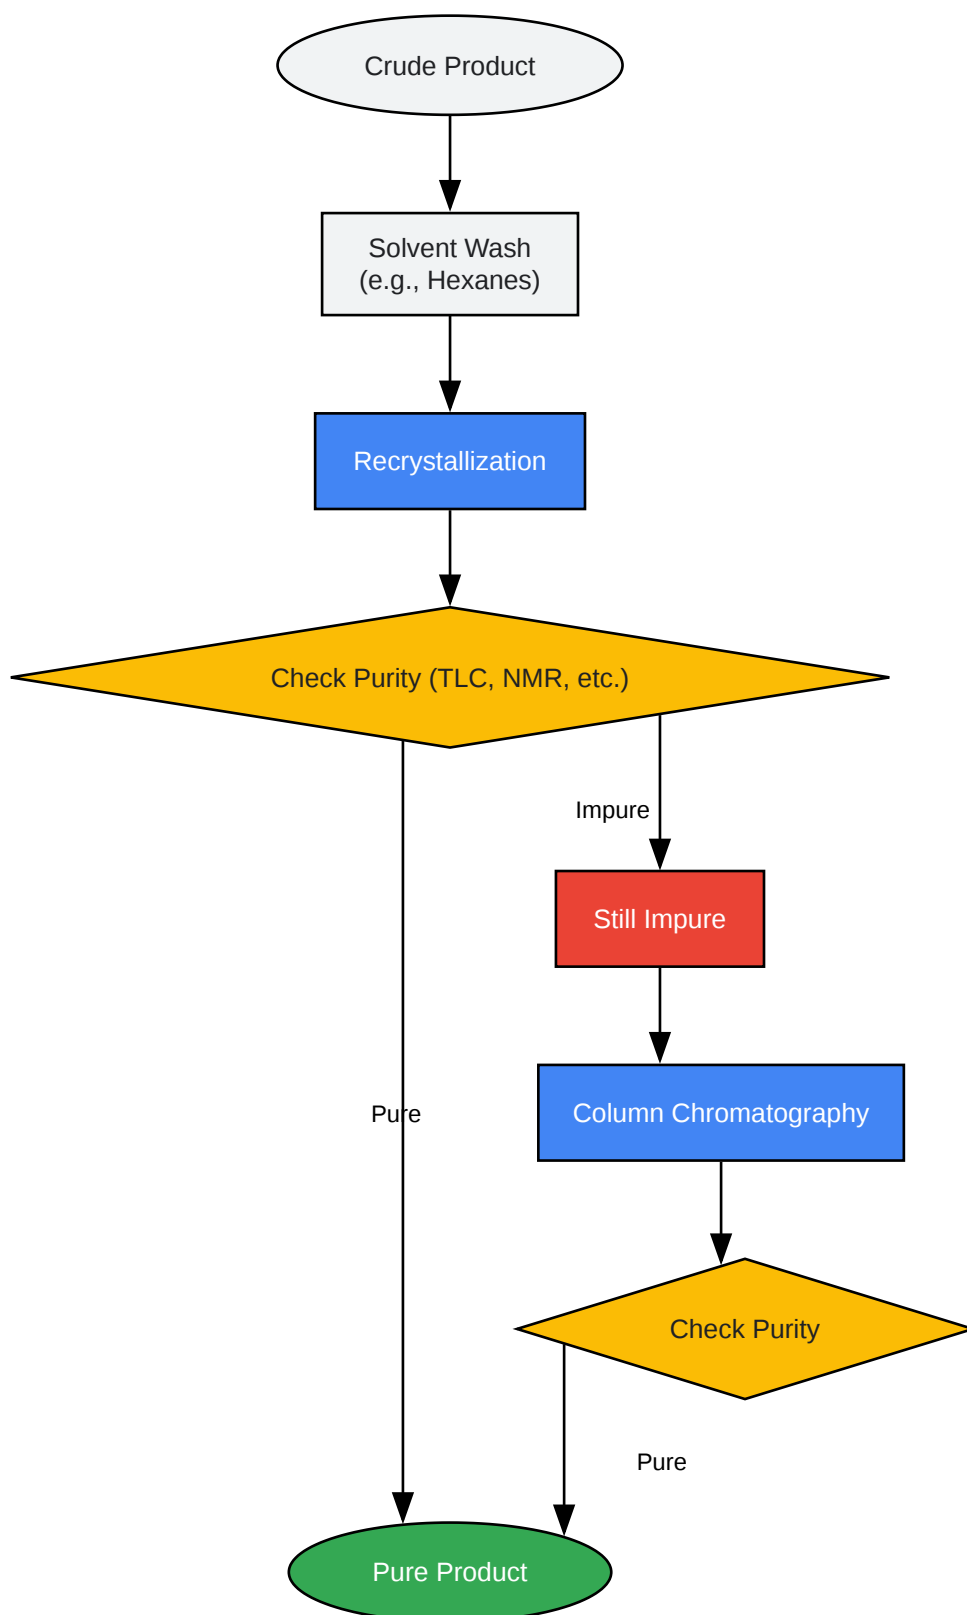 Crude Product
Solvent Wash
(e.g., Hexanes)
Recrystallization
Check Purity (TLC, NMR, etc.)
Impure
Still Impure
Pure
Column Chromatography
Check Purity
Pure
Pure Product